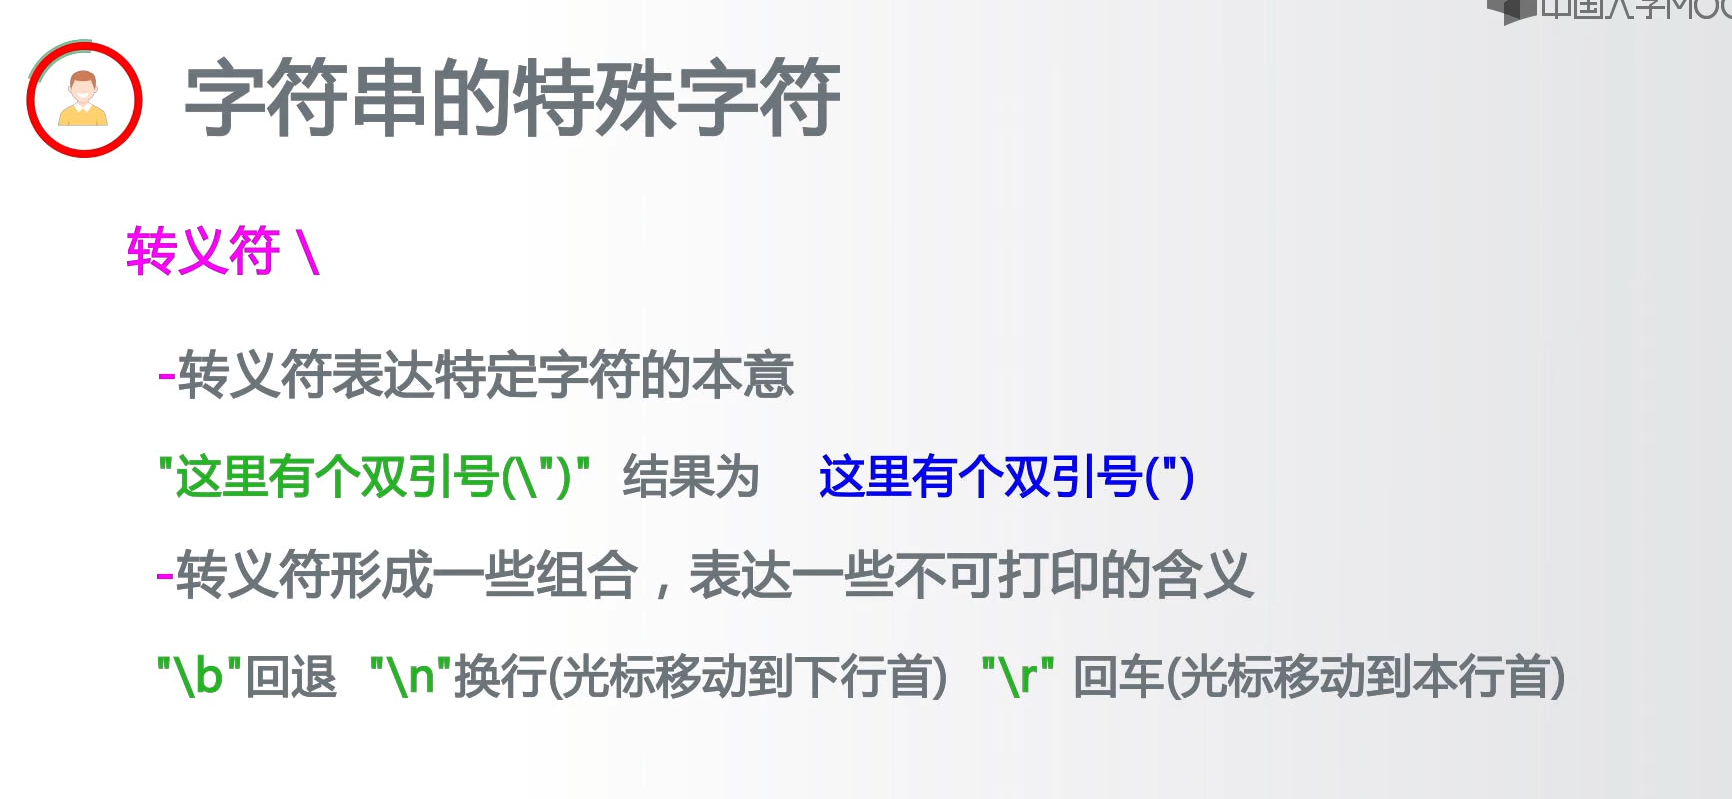 中国大学MOO
字符串的特殊字符
转义符 \
-转义符表达特定字符的本意
"这里有个双引号(\")" 结果为 这里有个双引号(")
-转义符形成一些组合，表达一些不可打印的含义
"\b"回退 "\n"换行(光标移动到下行首) "\r" 回车(光标移动到本行首)